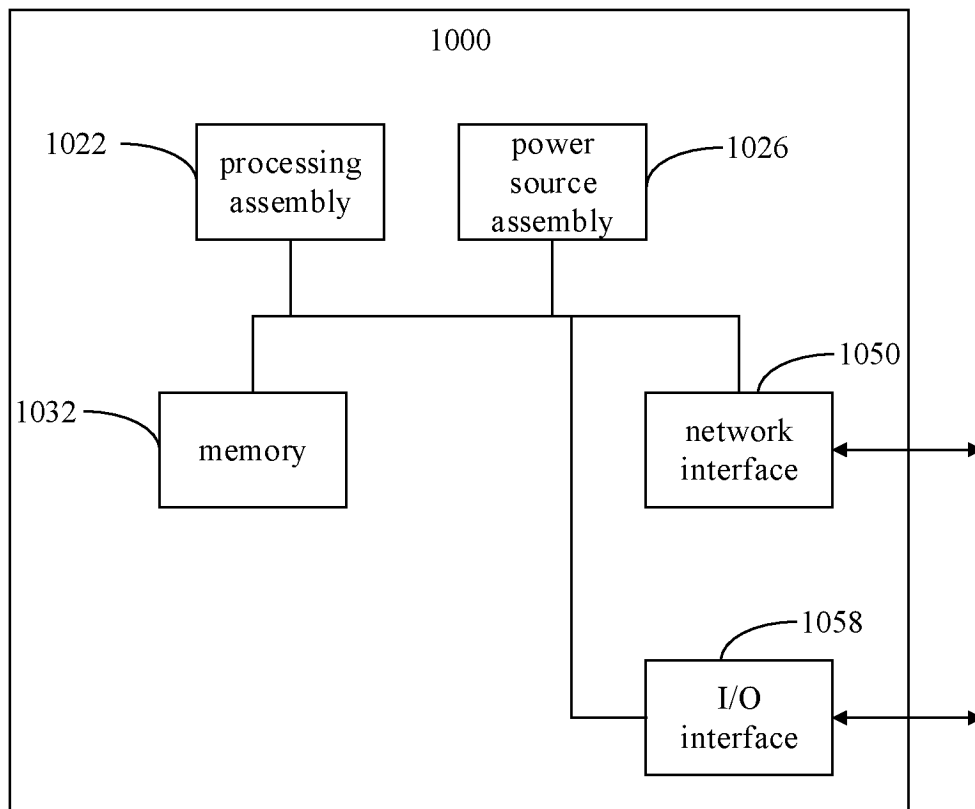 1000
1022
processing
assembly
power
source
assembly
1026
1032
memory
1050
network
interface
1058
I/O
interface